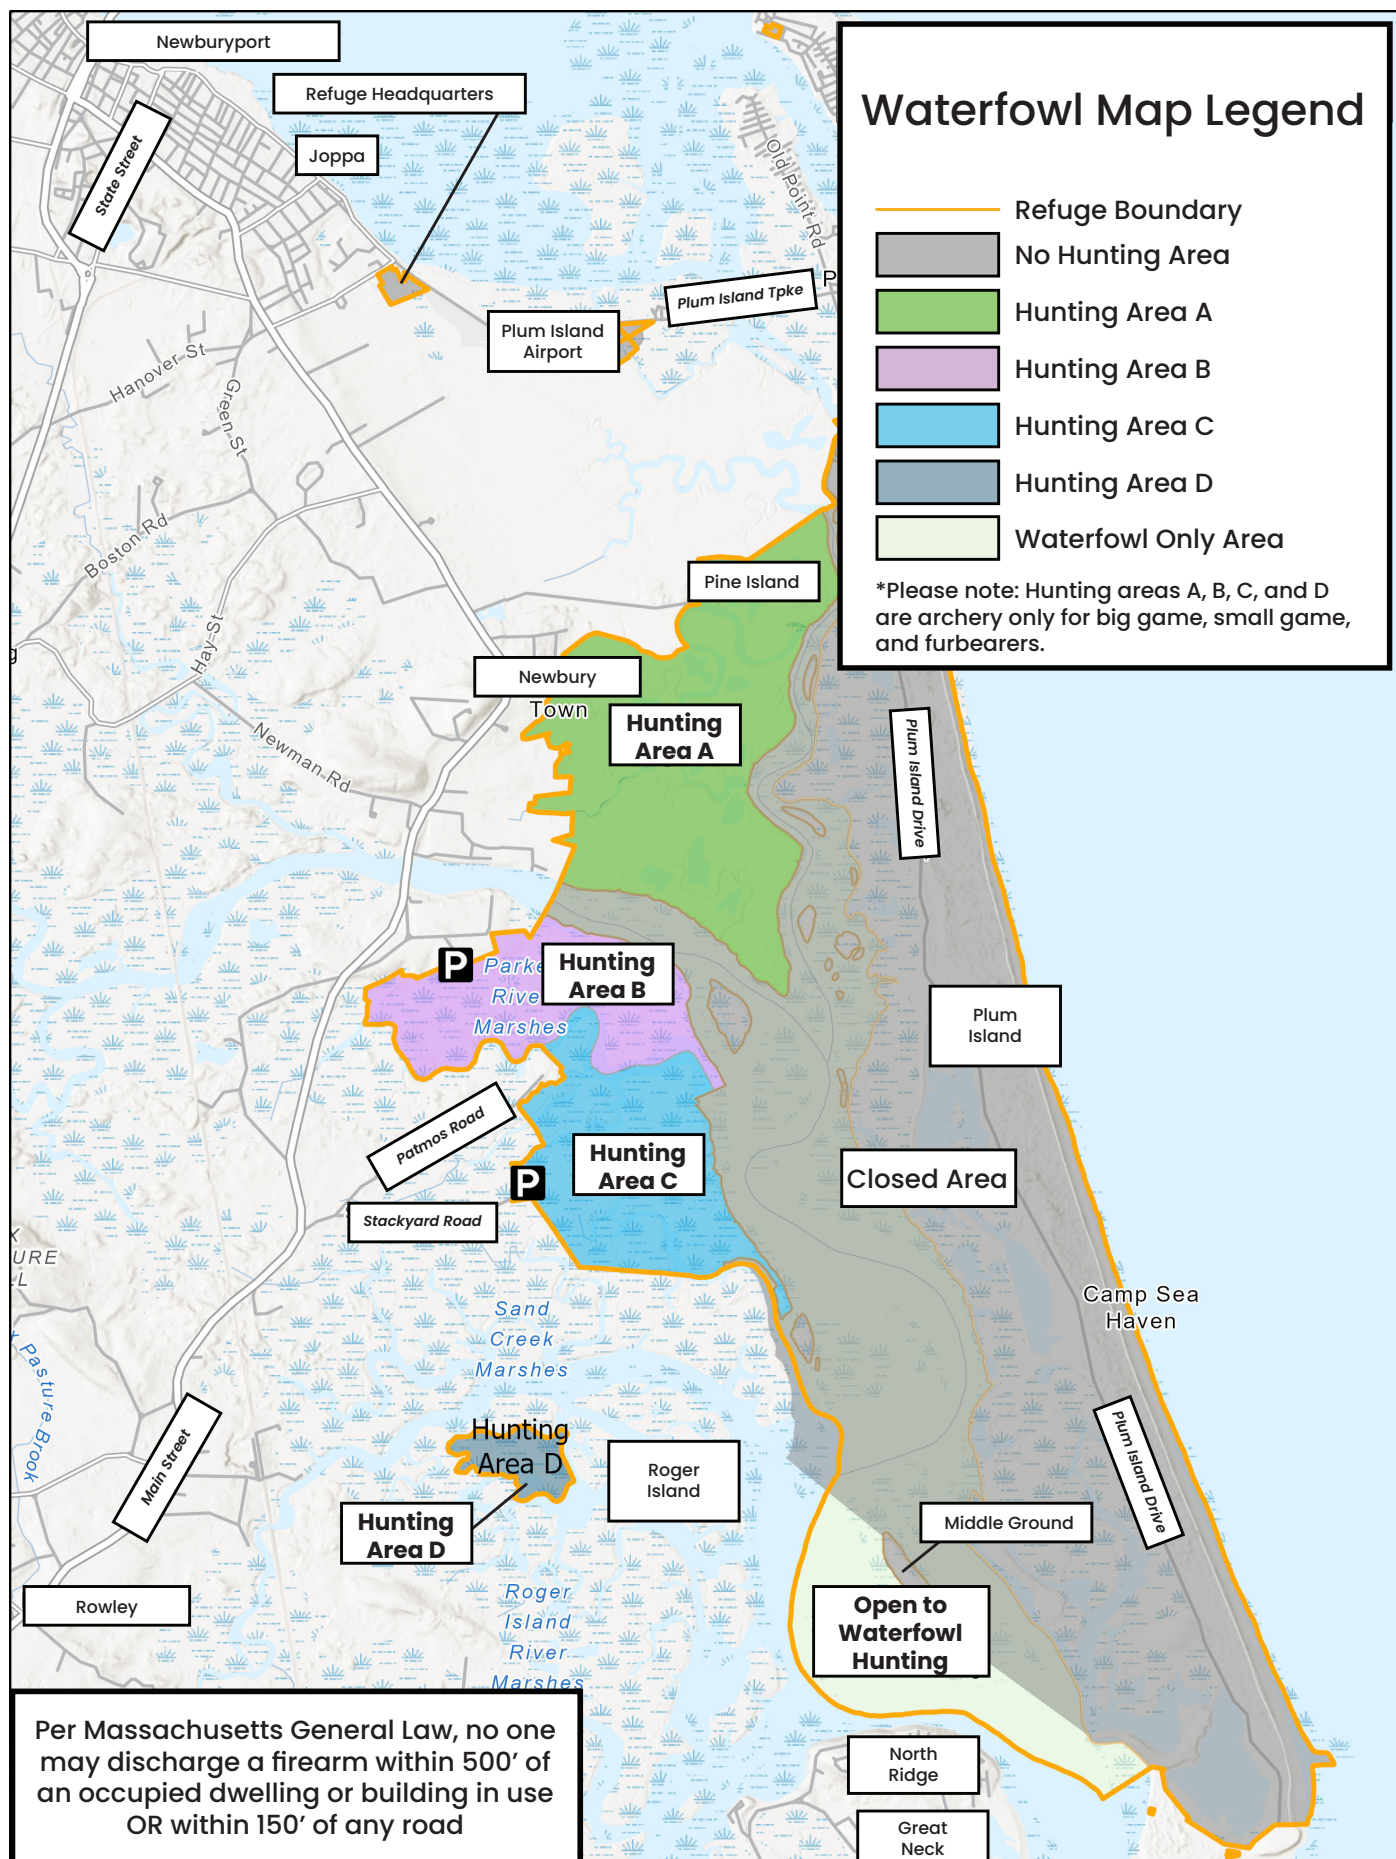 Newburyport
Refuge Headquarters
Joppa
State Street
Old Point Rd
P
Plum Island Tpke
Plum Island
Airport
Hanover St
Green St
Boston Rd
Hay St
g
Newman Rd
Pine Island
Newbury
Town
Hunting
Area A
Waterfowl Map Legend
Refuge Boundary
No Hunting Area
Hunting Area A
Hunting Area B
Hunting Area C
Hunting Area D
Waterfowl Only Area
*Please note: Hunting areas A, B, C, and D
are archery only for big game, small game,
and furbearers.
Plum Island Drive
P
Parke
River
Marshes
Hunting
Area B
Plum
Island
Patmos Road
Hunting
Area C
P
Closed Area
Stackyard Road
URE
L
Sand
Creek
Marshes
Camp Sea
Haven
Pasture Brook
Main Street
Hunting
Area D
Roger
Island
Plum Island Drive
Hunting
Area D
Middle Ground
Rowley
Roger
Island
River
Marshes
Open to
Waterfowl
Hunting
Per Massachusetts General Law, no one
may discharge a firearm within 500’ of
an occupied dwelling or building in use
OR within 150’ of any road
North
Ridge
Great
Neck